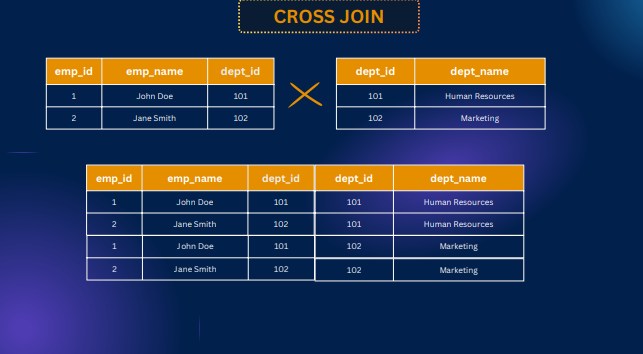 CROSS JOIN
emp_id emp_name dept_id dept_id dept_name
1 John Doe 101 101 Human Resources
2 Jane Smith 102 102 Marketing
emp_id emp_name dept_id dept_id dept_name
1 John Doe 101 101 Human Resources
2 Jane Smith 102 101 Human Resources
1 John Doe 101 102 Marketing
2 Jane Smith 102 102 Marketing